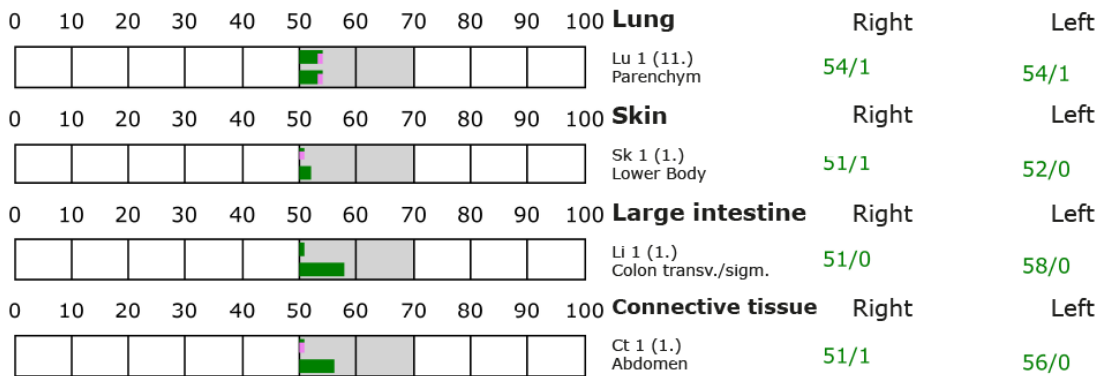 0 10 20 30 40 50 60 70 80 90 100 Lung Right Left
Lu 1 (11.)
Parenchym
54/1 54/1
0 10 20 30 40 50 60 70 80 90 100 Skin Right Left
Sk 1 (1.)
Lower Body
51/1 52/0
0 10 20 30 40 50 60 70 80 90 100 Large intestine Right Left
Li 1 (1.)
Colon transv./sigm.
51/0 58/0
0 10 20 30 40 50 60 70 80 90 100 Connective tissue Right Left
Ct 1 (1.)
Abdomen
51/1 56/0